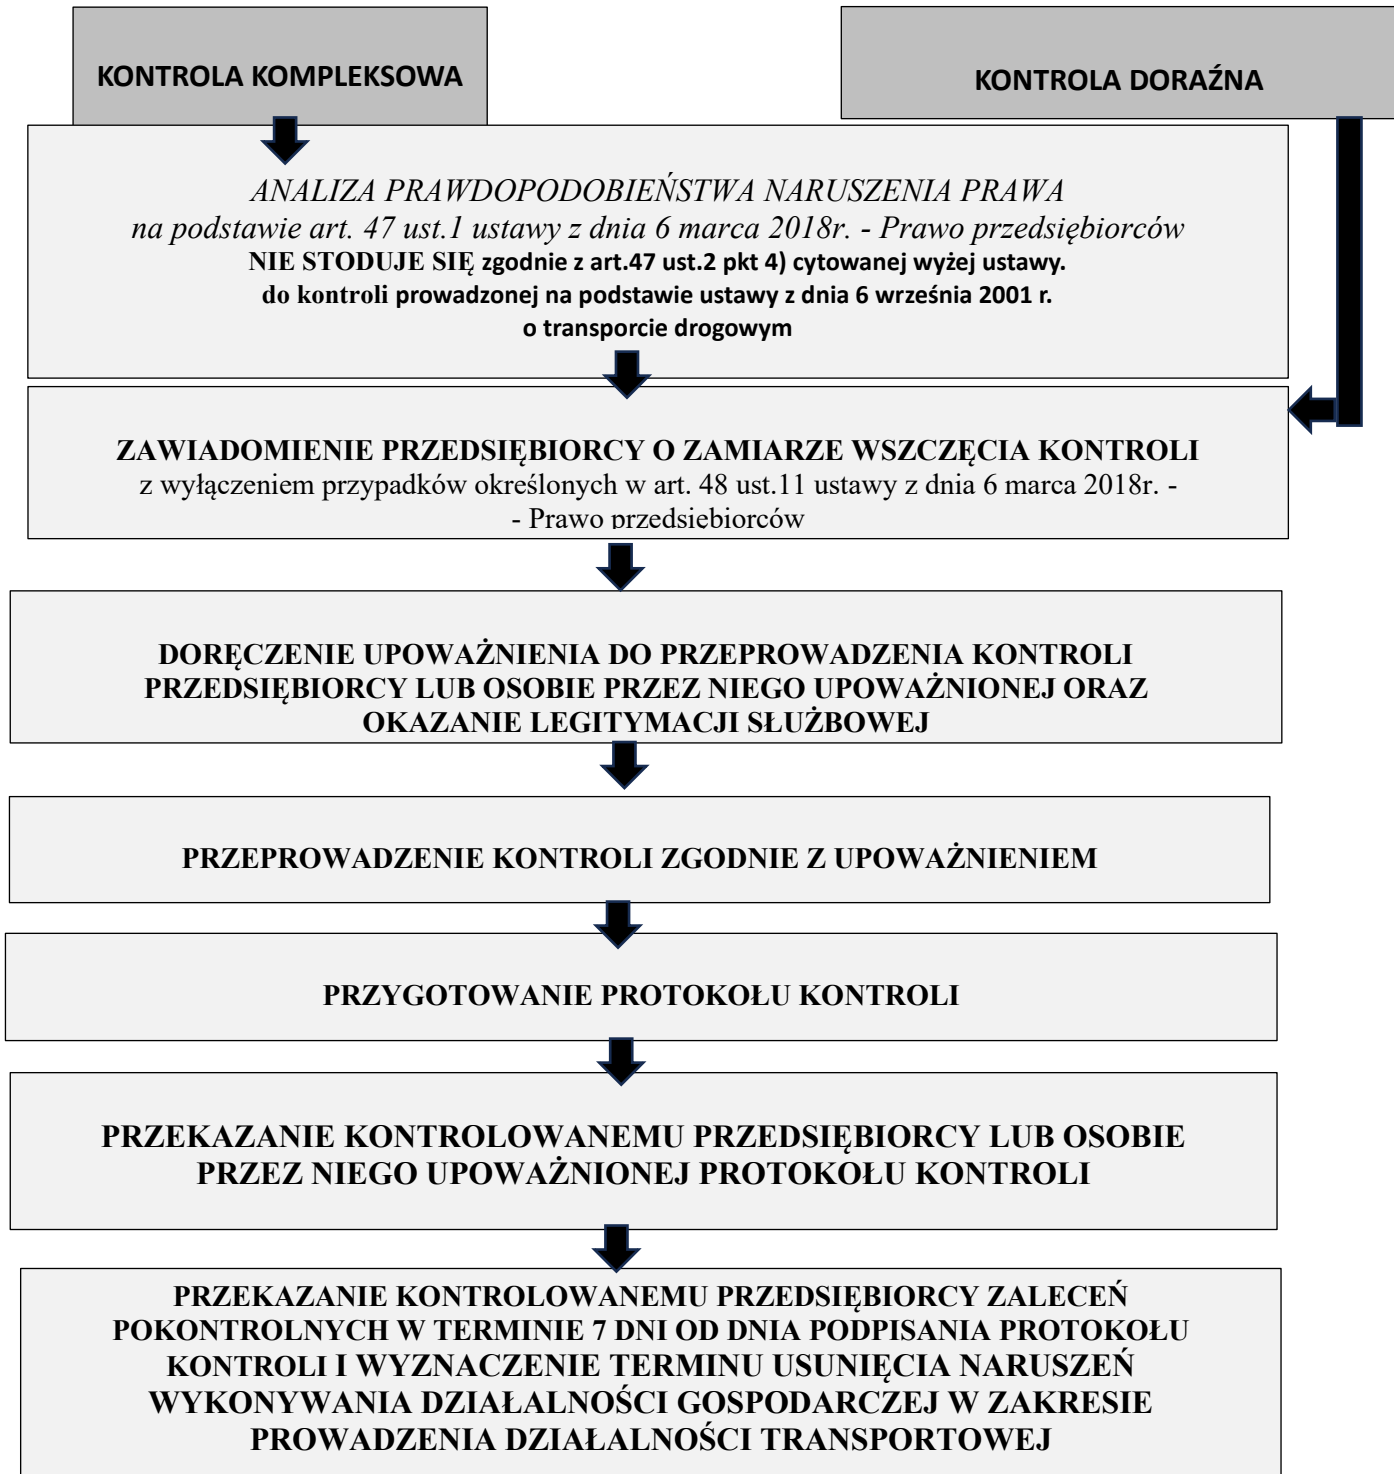 KONTROLA KOMPLEKSOWA
KONTROLA DORAŹNA
ANALIZA PRAWDOPODOBIEŃSTWA NARUSZENIA PRAWA
na podstawie art. 47 ust.1 ustawy z dnia 6 marca 2018r. - Prawo przedsiębiorców
NIE STODUJE SIĘ zgodnie z art.47 ust.2 pkt 4) cytowanej wyżej ustawy.
do kontroli prowadzonej na podstawie ustawy z dnia 6 września 2001 r.
o transporcie drogowym
ZAWIADOMIENIE PRZEDSIĘBIORCY O ZAMIARZE WSZCZĘCIA KONTROLI
z wyłączeniem przypadków określonych w art. 48 ust.11 ustawy z dnia 6 marca 2018r. -
- Prawo przedsiębiorców
DORĘCZENIE UPOWAŻNIENIA DO PRZEPROWADZENIA KONTROLI
PRZEDSIĘBIORCY LUB OSOBIE PRZEZ NIEGO UPOWAŻNIONEJ ORAZ
OKAZANIE LEGITYMACJI SŁUŻBOWEJ
PRZEPROWADZENIE KONTROLI ZGODNIE Z UPOWAŻNIENIEM
PRZYGOTOWANIE PROTOKOŁU KONTROLI
PRZEKAZANIE KONTROLOWANEMU PRZEDSIĘBIORCY LUB OSOBIE
PRZEZ NIEGO UPOWAŻNIONEJ PROTOKOŁU KONTROLI
PRZEKAZANIE KONTROLOWANEMU PRZEDSIĘBIORCY ZALECEŃ
POKONTROLNYCH W TERMINIE 7 DNI OD DNIA PODPISANIA PROTOKOŁU
KONTROLI I WYZNACZENIE TERMINU USUNIĘCIA NARUSZEŃ
WYKONYWANIA DZIAŁALNOŚCI GOSPODARCZEJ W ZAKRESIE
PROWADZENIA DZIAŁALNOŚCI TRANSPORTOWEJ